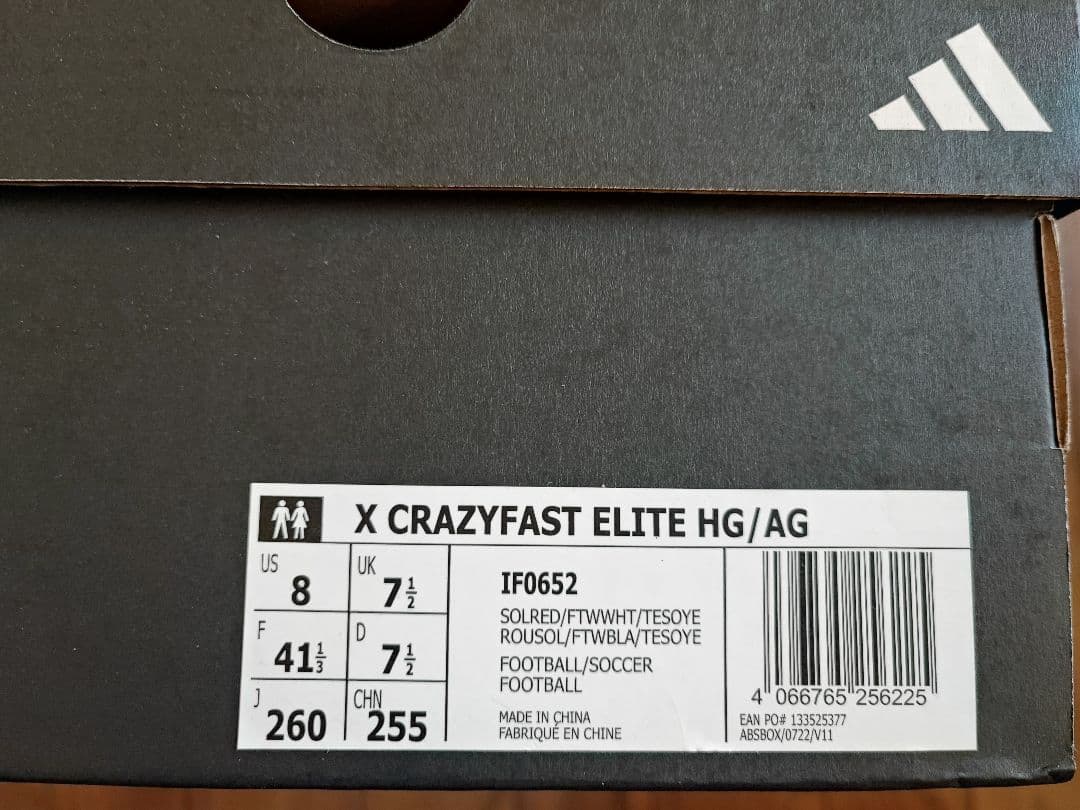 X CRAZYFAST ELITE HG/AG
US 8
UK 7½
F 41⅓
D 7½
J 260
CHN 255
IF0652
SOLRED/FTWWHT/TESOYE
ROUSOL/FTWBLA/TESOYE
FOOTBALL/SOCCER
FOOTBALL
MADE IN CHINA
FABRIQUÉ EN CHINE
4 066765 256225
EAN PO# 133525377
ABSBOX/0722/V11